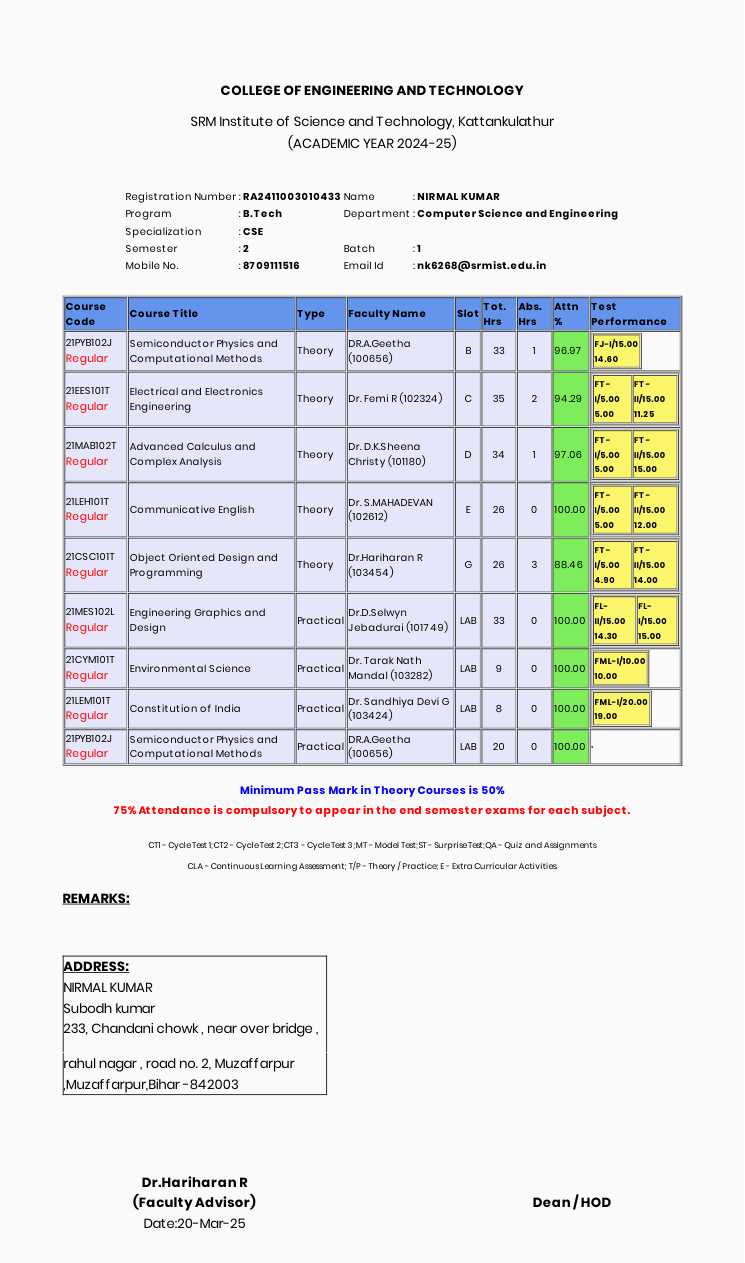 COLLEGE OF ENGINEERING AND TECHNOLOGY
SRM Institute of Science and Technology, Kattankulathur
(ACADEMIC YEAR 2024-25)
Registration Number : RA2411003010433 Name : NIRMAL KUMAR
Program : B.Tech Department : Computer Science and Engineering
Specialization : CSE
Semester : 2 Batch : 1
Mobile No. : 8709111516 Email Id : nk6268@srmist.edu.in
Course Code Course Title Type Faculty Name Slot Tot. Hrs Abs. Hrs Attn % Test Performance
21PYB102J Regular Semiconductor Physics and Computational Methods Theory DR.A.Geetha (100656) B 33 1 96.97 FJ-I/15.00 14.60
21EES101T Regular Electrical and Electronics Engineering Theory Dr. Femi R (102324) C 35 2 94.29 FT-I/5.00 5.00 FT-II/15.00 11.25
21MAB102T Regular Advanced Calculus and Complex Analysis Theory Dr. D.K.Sheena Christy (101180) D 34 1 97.06 FT-I/5.00 5.00 FT-II/15.00 15.00
21LEH101T Regular Communicative English Theory Dr. S.MAHADEVAN (102612) E 26 0 100.00 FT-I/5.00 5.00 FT-II/15.00 12.00
21CSC101T Regular Object Oriented Design and Programming Theory Dr.Hariharan R (103454) G 26 3 88.46 FT-I/5.00 4.90 FT-II/15.00 14.00
21MES102L Regular Engineering Graphics and Design Practical Dr.D.Selwyn Jebadurai (101749) LAB 33 0 100.00 FL-II/15.00 14.30 FL-I/15.00 15.00
21CYM101T Regular Environmental Science Practical Dr. Tarak Nath Mandal (103282) LAB 9 0 100.00 FML-I/10.00 10.00
21LEM101T Regular Constitution of India Practical Dr. Sandhiya Devi G (103424) LAB 8 0 100.00 FML-I/20.00 19.00
21PYB102J Regular Semiconductor Physics and Computational Methods Practical DR.A.Geetha (100656) LAB 20 0 100.00 -
Minimum Pass Mark in Theory Courses is 50%
75% Attendance is compulsory to appear in the end semester exams for each subject.
CT1 - Cycle Test 1;CT2 - Cycle Test 2;CT3 - Cycle Test 3;MT - Model Test;ST - Surprise Test;QA - Quiz and Assignments
CLA - Continuous Learning Assessment; T/P - Theory / Practice; E - Extra Curricular Activities.
REMARKS:
ADDRESS:
NIRMAL KUMAR
Subodh kumar
233, Chandani chowk , near over bridge ,
rahul nagar , road no. 2, Muzaffarpur
,Muzaffarpur,Bihar -842003
Dr.Hariharan R
(Faculty Advisor) Dean / HOD
Date:20-Mar-25